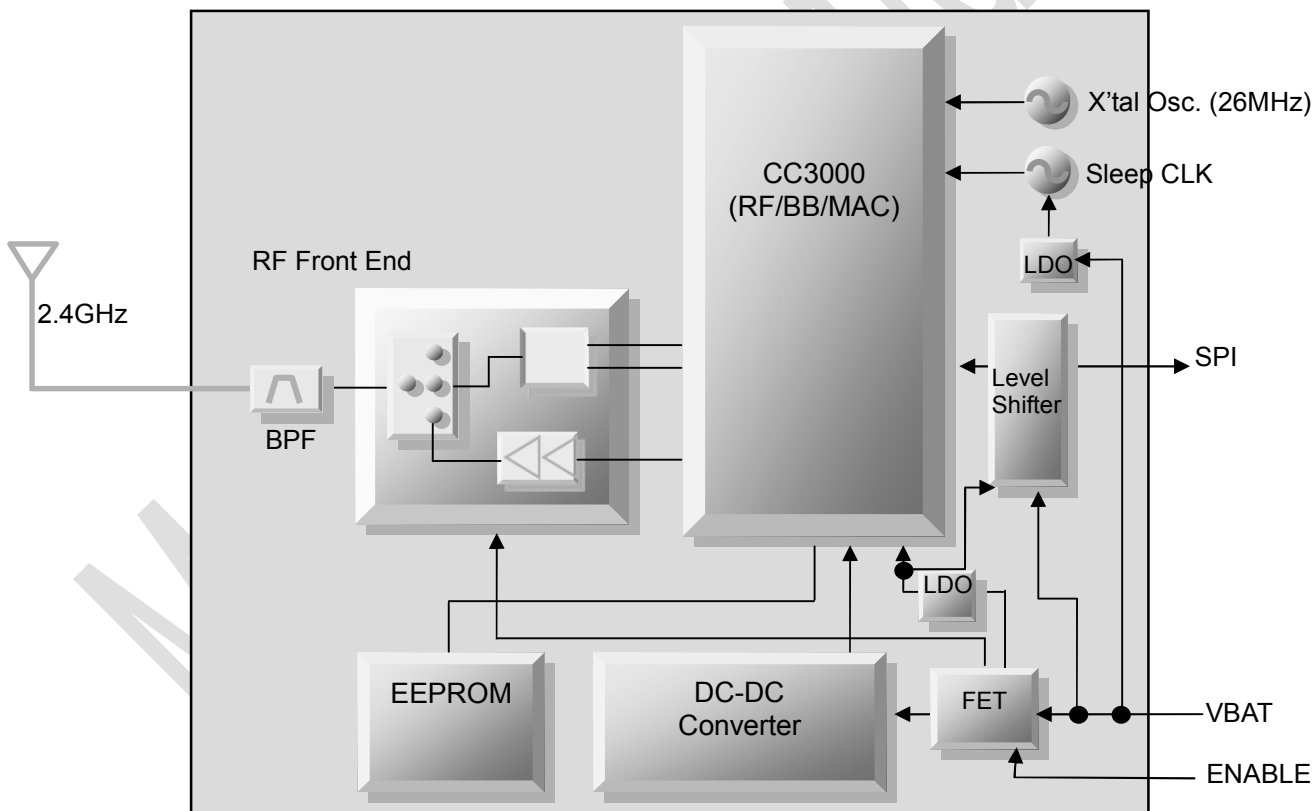 X'tal Osc. (26MHz)
CC3000
(RF/BB/MAC)
Sleep CLK
RF Front End
LDO
2.4GHz
SPI
Level
Shifter
BPF
LDO
EEPROM
DC-DC
Converter
FET
VBAT
ENABLE